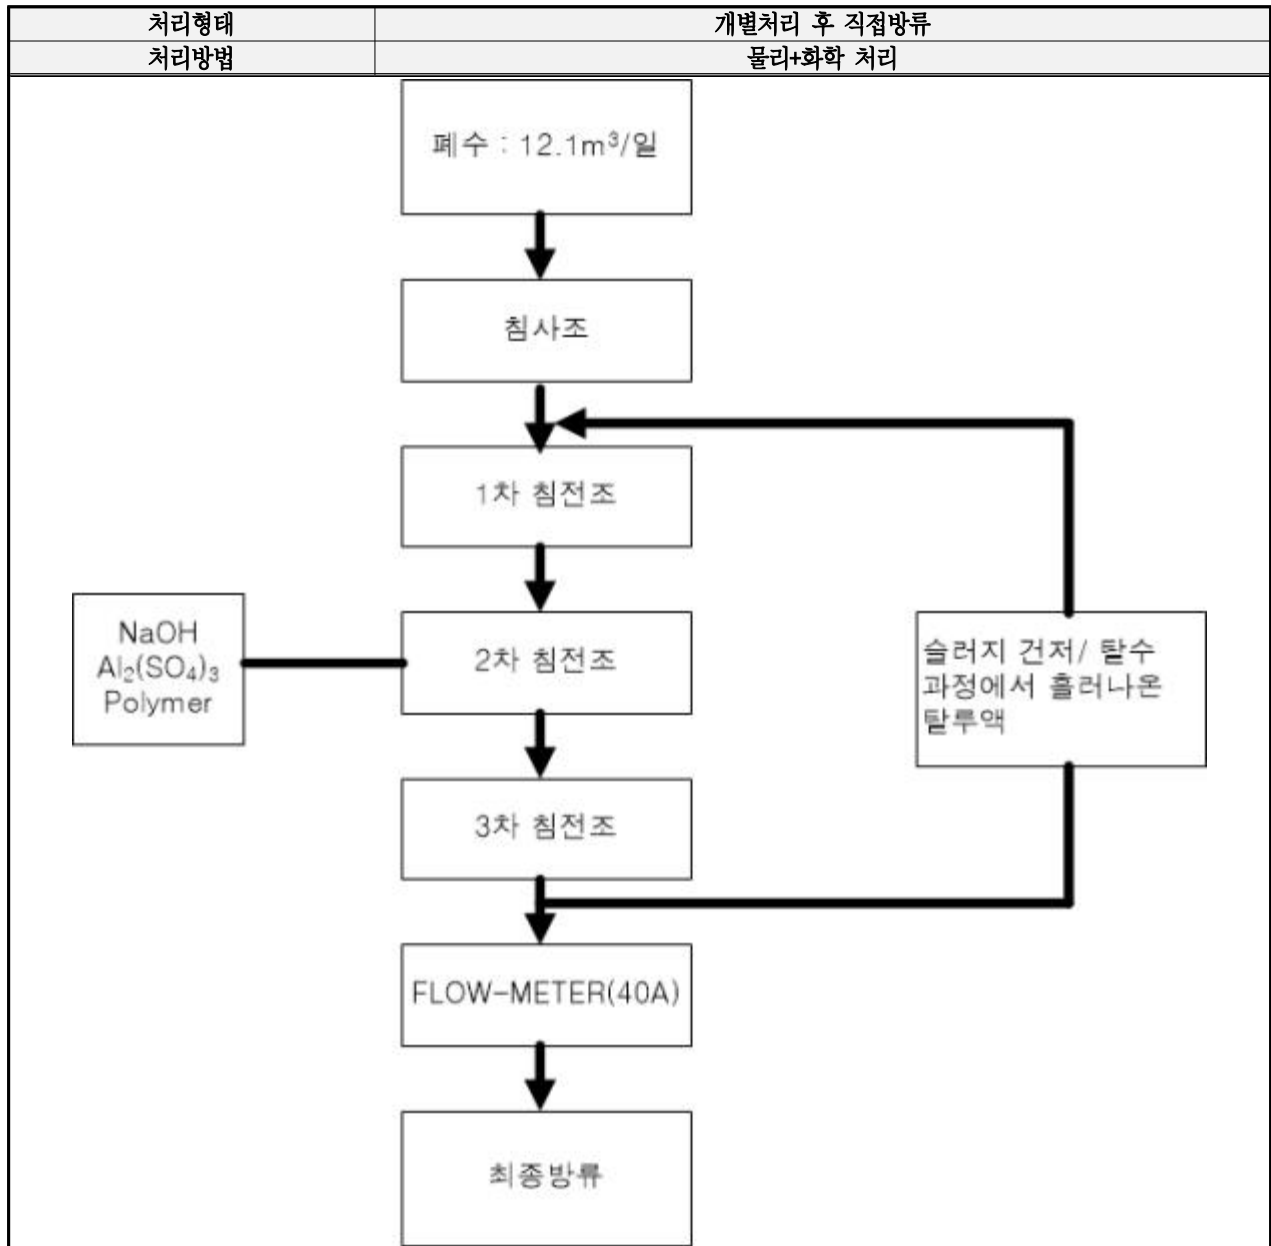 처리형태 개별처리 후 직접방류
처리방법 물리+화학 처리
폐수 : 12.1m³/일
침사조
1차 침전조
NaOH
Al₂(SO₄)₃
Polymer
2차 침전조
슬러지 건저/ 탈수
과정에서 흘러나온
탈루액
3차 침전조
FLOW-METER(40A)
최종방류